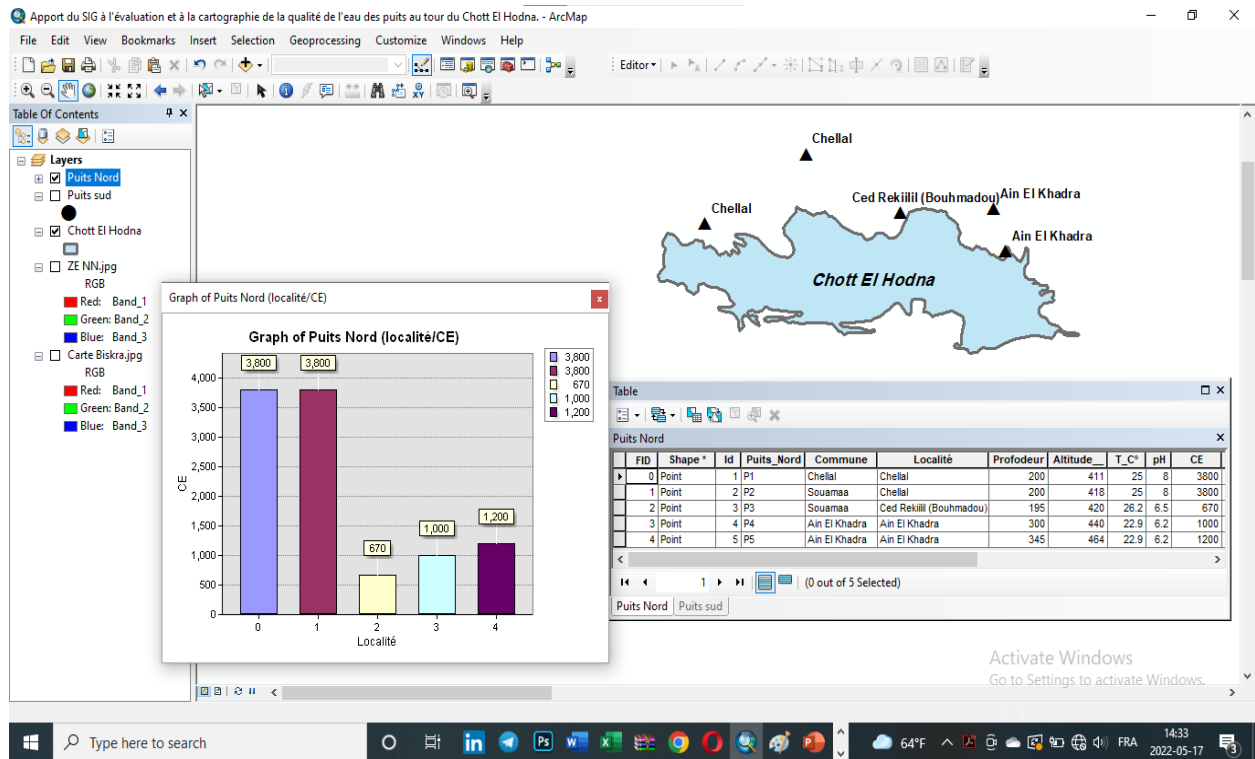 Apport du SIG à l'évaluation et à la cartographie de la qualité de l'eau des puits au tour du Chott El Hodna. - ArcMap
File Edit View Bookmarks Insert Selection Geoprocessing Customize Windows Help
Editor
Table Of Contents
Layers
Puits Nord
Puits sud
Chott El Hodna
ZE NN.jpg
RGB
Red: Band_1
Green: Band_2
Blue: Band_3
Carte Biskra.jpg
RGB
Red: Band_1
Green: Band_2
Blue: Band_3
Chellal
Ced Rekiilil (Bouhmadou)
Ain El Khadra
Chellal
Ain El Khadra
Chott El Hodna
Graph of Puits Nord (localité/CE)
Graph of Puits Nord (localité/CE)
3,800 3,800 670 1,000 1,200
4,000
3,500
3,000
2,500
2,000
1,500
1,000
500
0
CE
0 1 2 3 4
Localité
3,800
3,800
670
1,000
1,200
Table
Puits Nord
FID Shape * Id Puits_Nord Commune Localité Profodeur Altitude__ T_C° pH CE
0 Point 1 P1 Chellal Chellal 200 411 25 8 3800
1 Point 2 P2 Souamaa Chellal 200 418 25 8 3800
2 Point 3 P3 Souamaa Ced Rekiilil (Bouhmadou) 195 420 26.2 6.5 670
3 Point 4 P4 Ain El Khadra Ain El Khadra 300 440 22.9 6.2 1000
4 Point 5 P5 Ain El Khadra Ain El Khadra 345 464 22.9 6.2 1200
1 (0 out of 5 Selected)
Puits Nord Puits sud
Activate Windows
Go to Settings to activate Windows.
Type here to search
64°F FRA 14:33
2022-05-17
3